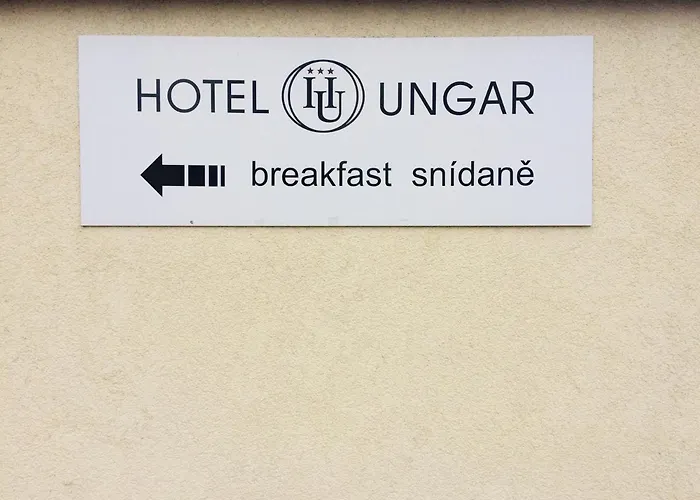 HOTEL HU UNGAR
breakfast snídaně